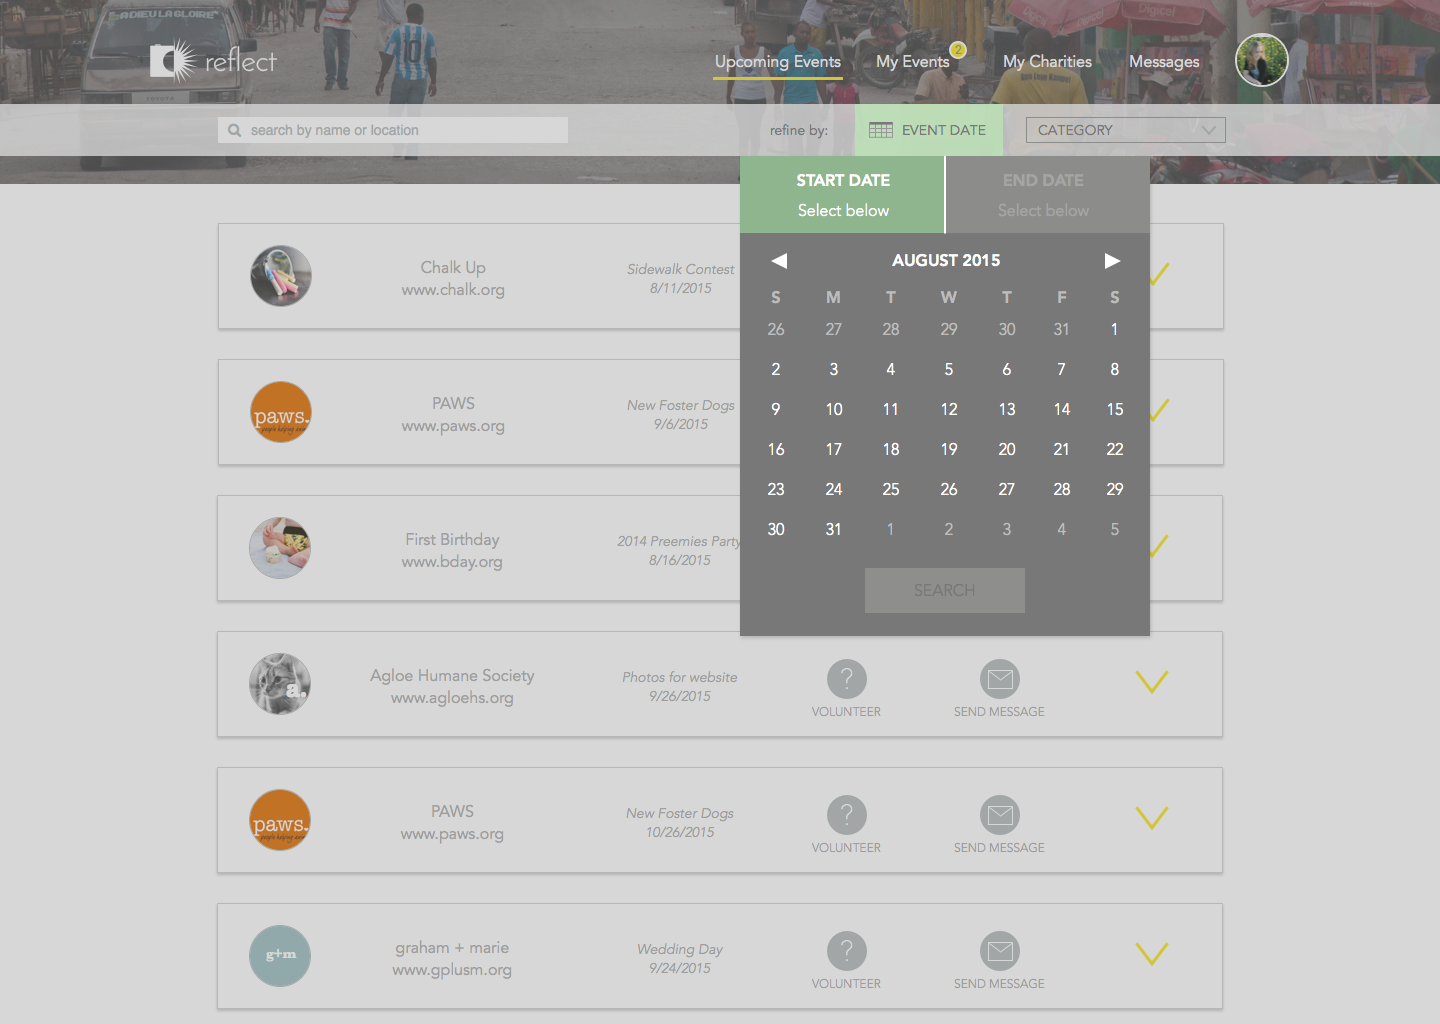 ADIEU LA GLOIRE
TOYOTA
10
Digicel
Digicel
reflect
Upcoming Events
My Events
2
My Charities
Messages
search by name or location
refine by:
EVENT DATE
CATEGORY
START DATE
Select below
END DATE
Select below
AUGUST 2015
S M T W T F S
26 27 28 29 30 31 1
2 3 4 5 6 7 8
9 10 11 12 13 14 15
16 17 18 19 20 21 22
23 24 25 26 27 28 29
30 31 1 2 3 4 5
SEARCH
Chalk Up
www.chalk.org
Sidewalk Contest
8/11/2015
paws.
PAWS
www.paws.org
New Foster Dogs
9/6/2015
First Birthday
www.bday.org
2014 Preemies Party
8/16/2015
a.
Agloe Humane Society
www.agloehs.org
Photos for website
9/26/2015
?
VOLUNTEER
SEND MESSAGE
paws.
PAWS
www.paws.org
New Foster Dogs
10/26/2015
?
VOLUNTEER
SEND MESSAGE
g+m
graham + marie
www.gplusm.org
Wedding Day
9/24/2015
?
VOLUNTEER
SEND MESSAGE